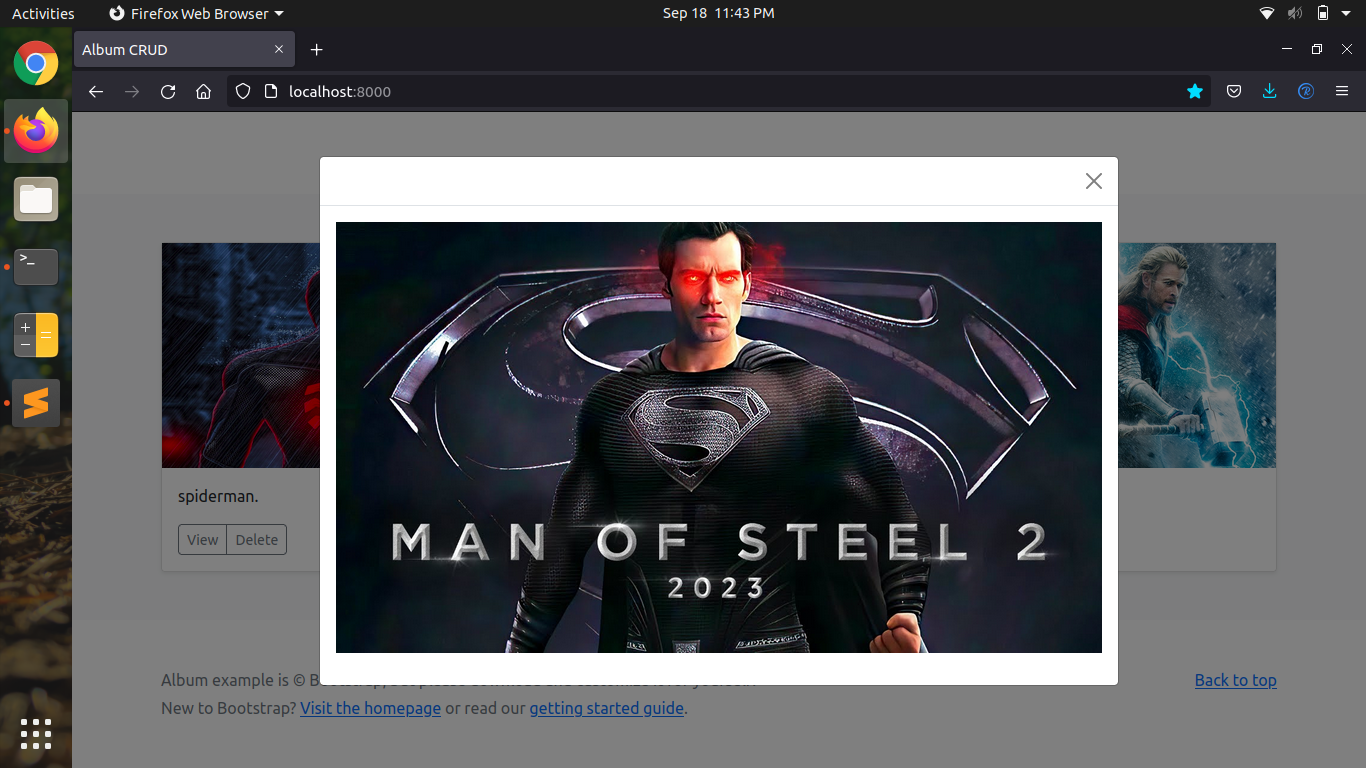 Activities
Firefox Web Browser
Sep 18 11:43 PM
Album CRUD
localhost:8000
MAN OF STEEL 2
2023
spiderman.
View
Delete
Album example is ©
Back to top
New to Bootstrap? Visit the homepage or read our getting started guide.